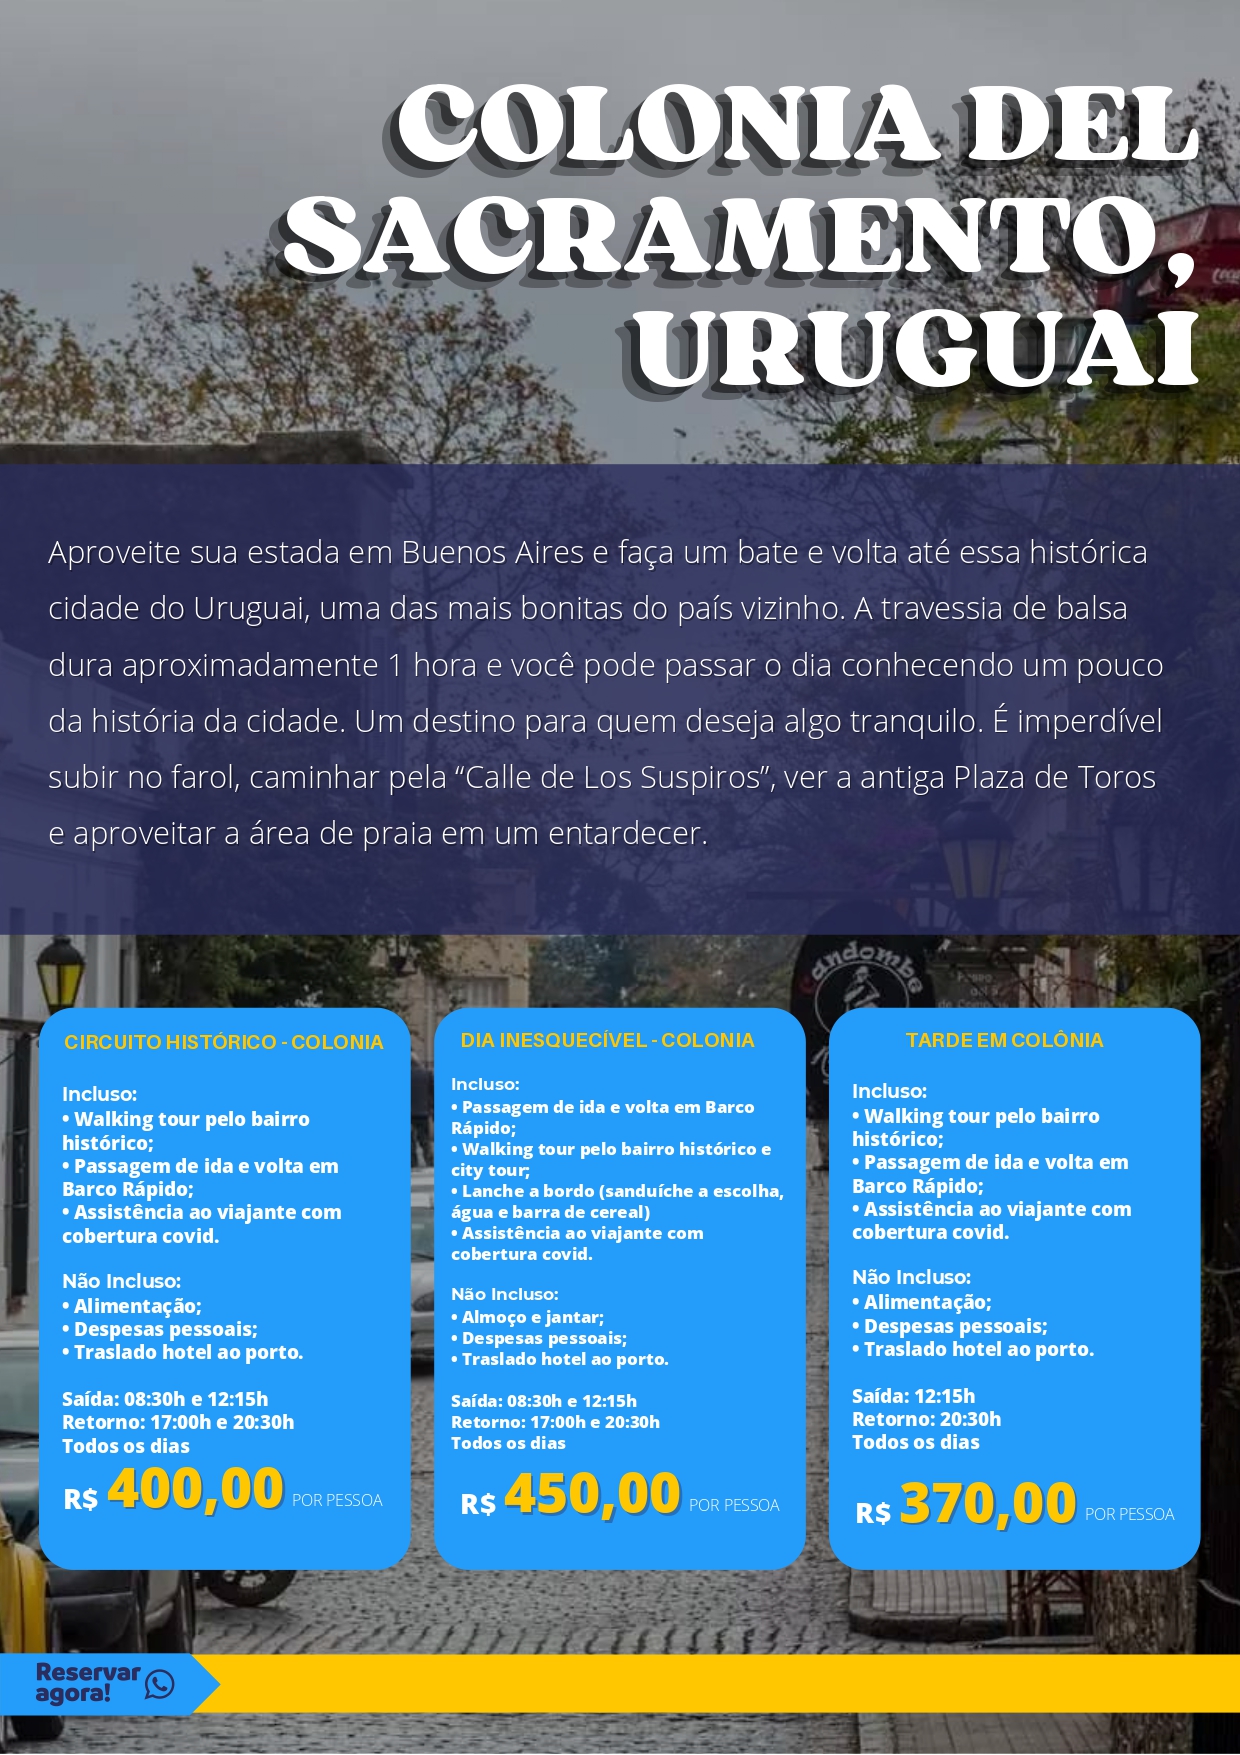 COLONIA DEL
SACRAMENTO,
URUGUAI
Aproveite sua estada em Buenos Aires e faça um bate e volta até essa histórica
cidade do Uruguai, uma das mais bonitas do país vizinho. A travessia de balsa
dura aproximadamente 1 hora e você pode passar o dia conhecendo um pouco
da história da cidade. Um destino para quem deseja algo tranquilo. É imperdível
subir no farol, caminhar pela “Calle de Los Suspiros”, ver a antiga Plaza de Toros
e aproveitar a área de praia em um entardecer.
Candombe
Paseo
del S
CIRCUITO HISTÓRICO - COLONIA
Incluso:
• Walking tour pelo bairro
histórico;
• Passagem de ida e volta em
Barco Rápido;
• Assistência ao viajante com
cobertura covid.
Não Incluso:
• Alimentação;
• Despesas pessoais;
• Traslado hotel ao porto.
Saída: 08:30h e 12:15h
Retorno: 17:00h e 20:30h
Todos os dias
R$ 400,00 POR PESSOA
DIA INESQUECÍVEL - COLONIA
Incluso:
• Passagem de ida e volta em Barco
Rápido;
• Walking tour pelo bairro histórico e
city tour;
• Lanche a bordo (sanduíche a escolha,
água e barra de cereal)
• Assistência ao viajante com
cobertura covid.
Não Incluso:
• Almoço e jantar;
• Despesas pessoais;
• Traslado hotel ao porto.
Saída: 08:30h e 12:15h
Retorno: 17:00h e 20:30h
Todos os dias
R$ 450,00 POR PESSOA
TARDE EM COLÔNIA
Incluso:
• Walking tour pelo bairro
histórico;
• Passagem de ida e volta em
Barco Rápido;
• Assistência ao viajante com
cobertura covid.
Não Incluso:
• Alimentação;
• Despesas pessoais;
• Traslado hotel ao porto.
Saída: 12:15h
Retorno: 20:30h
Todos os dias
R$ 370,00 POR PESSOA
Reservar
agora!